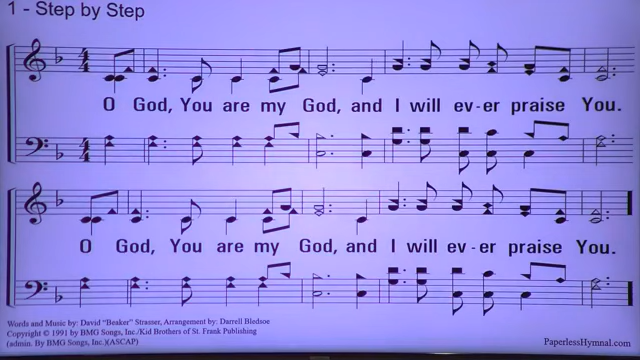 1 - Step by Step
O God, You are my God, and I will ev-er praise You.
O God, You are my God, and I will ev-er praise You.
Words and Music by: David "Beaker" Strasser, Arrangement by: Darrell Bledsoe
Copyright © 1991 by BMG Songs, Inc./Kid Brothers of St. Frank Publishing
(admin. By BMG Songs, Inc.)(ASCAP)
PaperlessHymnal.com